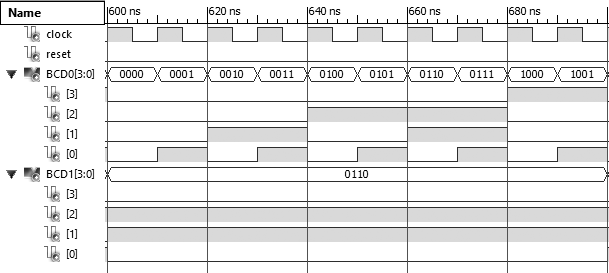 Name 600 ns 620 ns 640 ns 660 ns 680 ns
clock
reset
BCD0[3:0] 0000 0001 0010 0011 0100 0101 0110 0111 1000 1001
[3]
[2]
[1]
[0]
BCD1[3:0] 0110
[3]
[2]
[1]
[0]